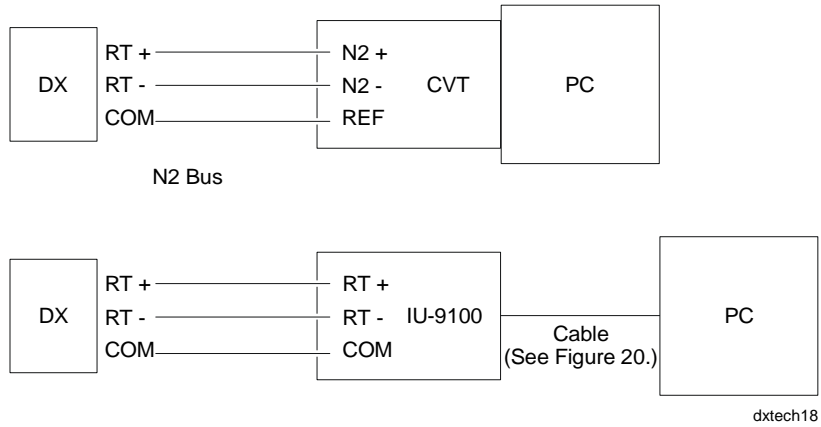 RT + N2 +
DX RT - N2 - CVT PC
COM REF
N2 Bus
RT + RT +
DX RT - RT - IU-9100 PC
COM COM
Cable
(See Figure 20.)
dxtech18